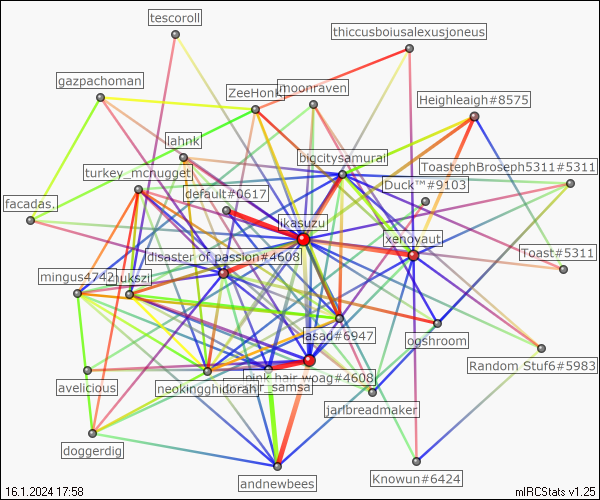 tescoroll
thiccusboiusalexusjoneus
gazpachoman
ZeeHonk
moonraven
Heighleaigh#8575
lahnk
bigcitysamurai
turkey_mcnugget
ToastephBroseph5311#5311
default#0617
Duck™#9103
facadas.
ikasuzu
xenoyaut
disaster of passion#4608
Toast#5311
mingus4742
asad#6947
ogshroom
Random Stuf6#5983
avelicious
neokingghidorah
pink hair woag#4608
mr_samsa
jarlbreadmaker
doggerdig
Knowun#6424
andnewbees
16.1.2024 17:58
mIRCStats v1.25